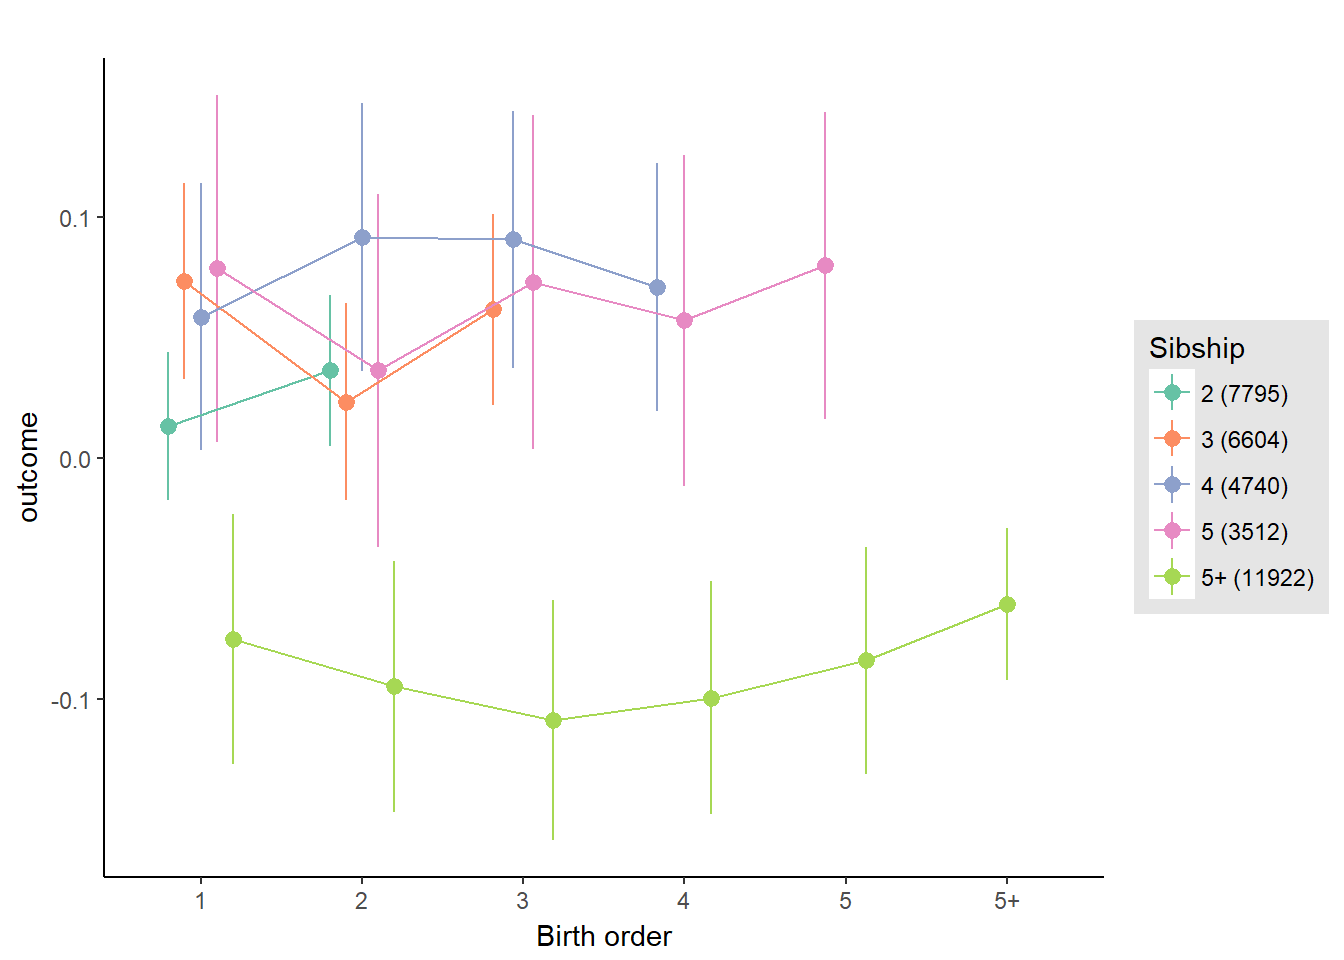 0.1
0.0
-0.1
outcome
1 2 3 4 5 5+
Birth order
Sibship
2 (7795)
3 (6604)
4 (4740)
5 (3512)
5+ (11922)